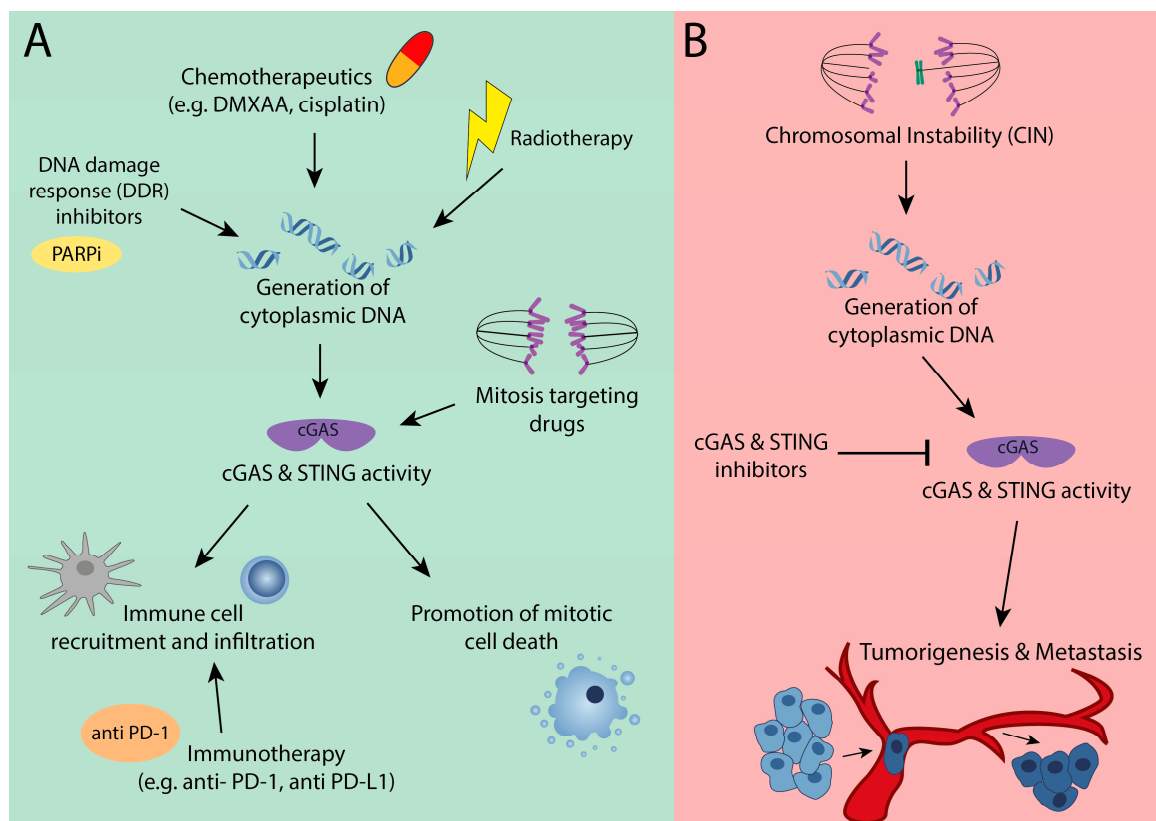 A
Chemotherapeutics
(e.g. DMXAA, cisplatin)
Radiotherapy
DNA damage
response (DDR)
inhibitors
PARPi
Generation of
cytoplasmic DNA
Mitosis targeting
drugs
cGAS
cGAS & STING activity
Immune cell
recruitment and infiltration
Promotion of mitotic
cell death
anti PD-1
Immunotherapy
(e.g. anti- PD-1, anti PD-L1)
B
Chromosomal Instability (CIN)
Generation of
cytoplasmic DNA
cGAS & STING
inhibitors
cGAS
cGAS & STING activity
Tumorigenesis & Metastasis